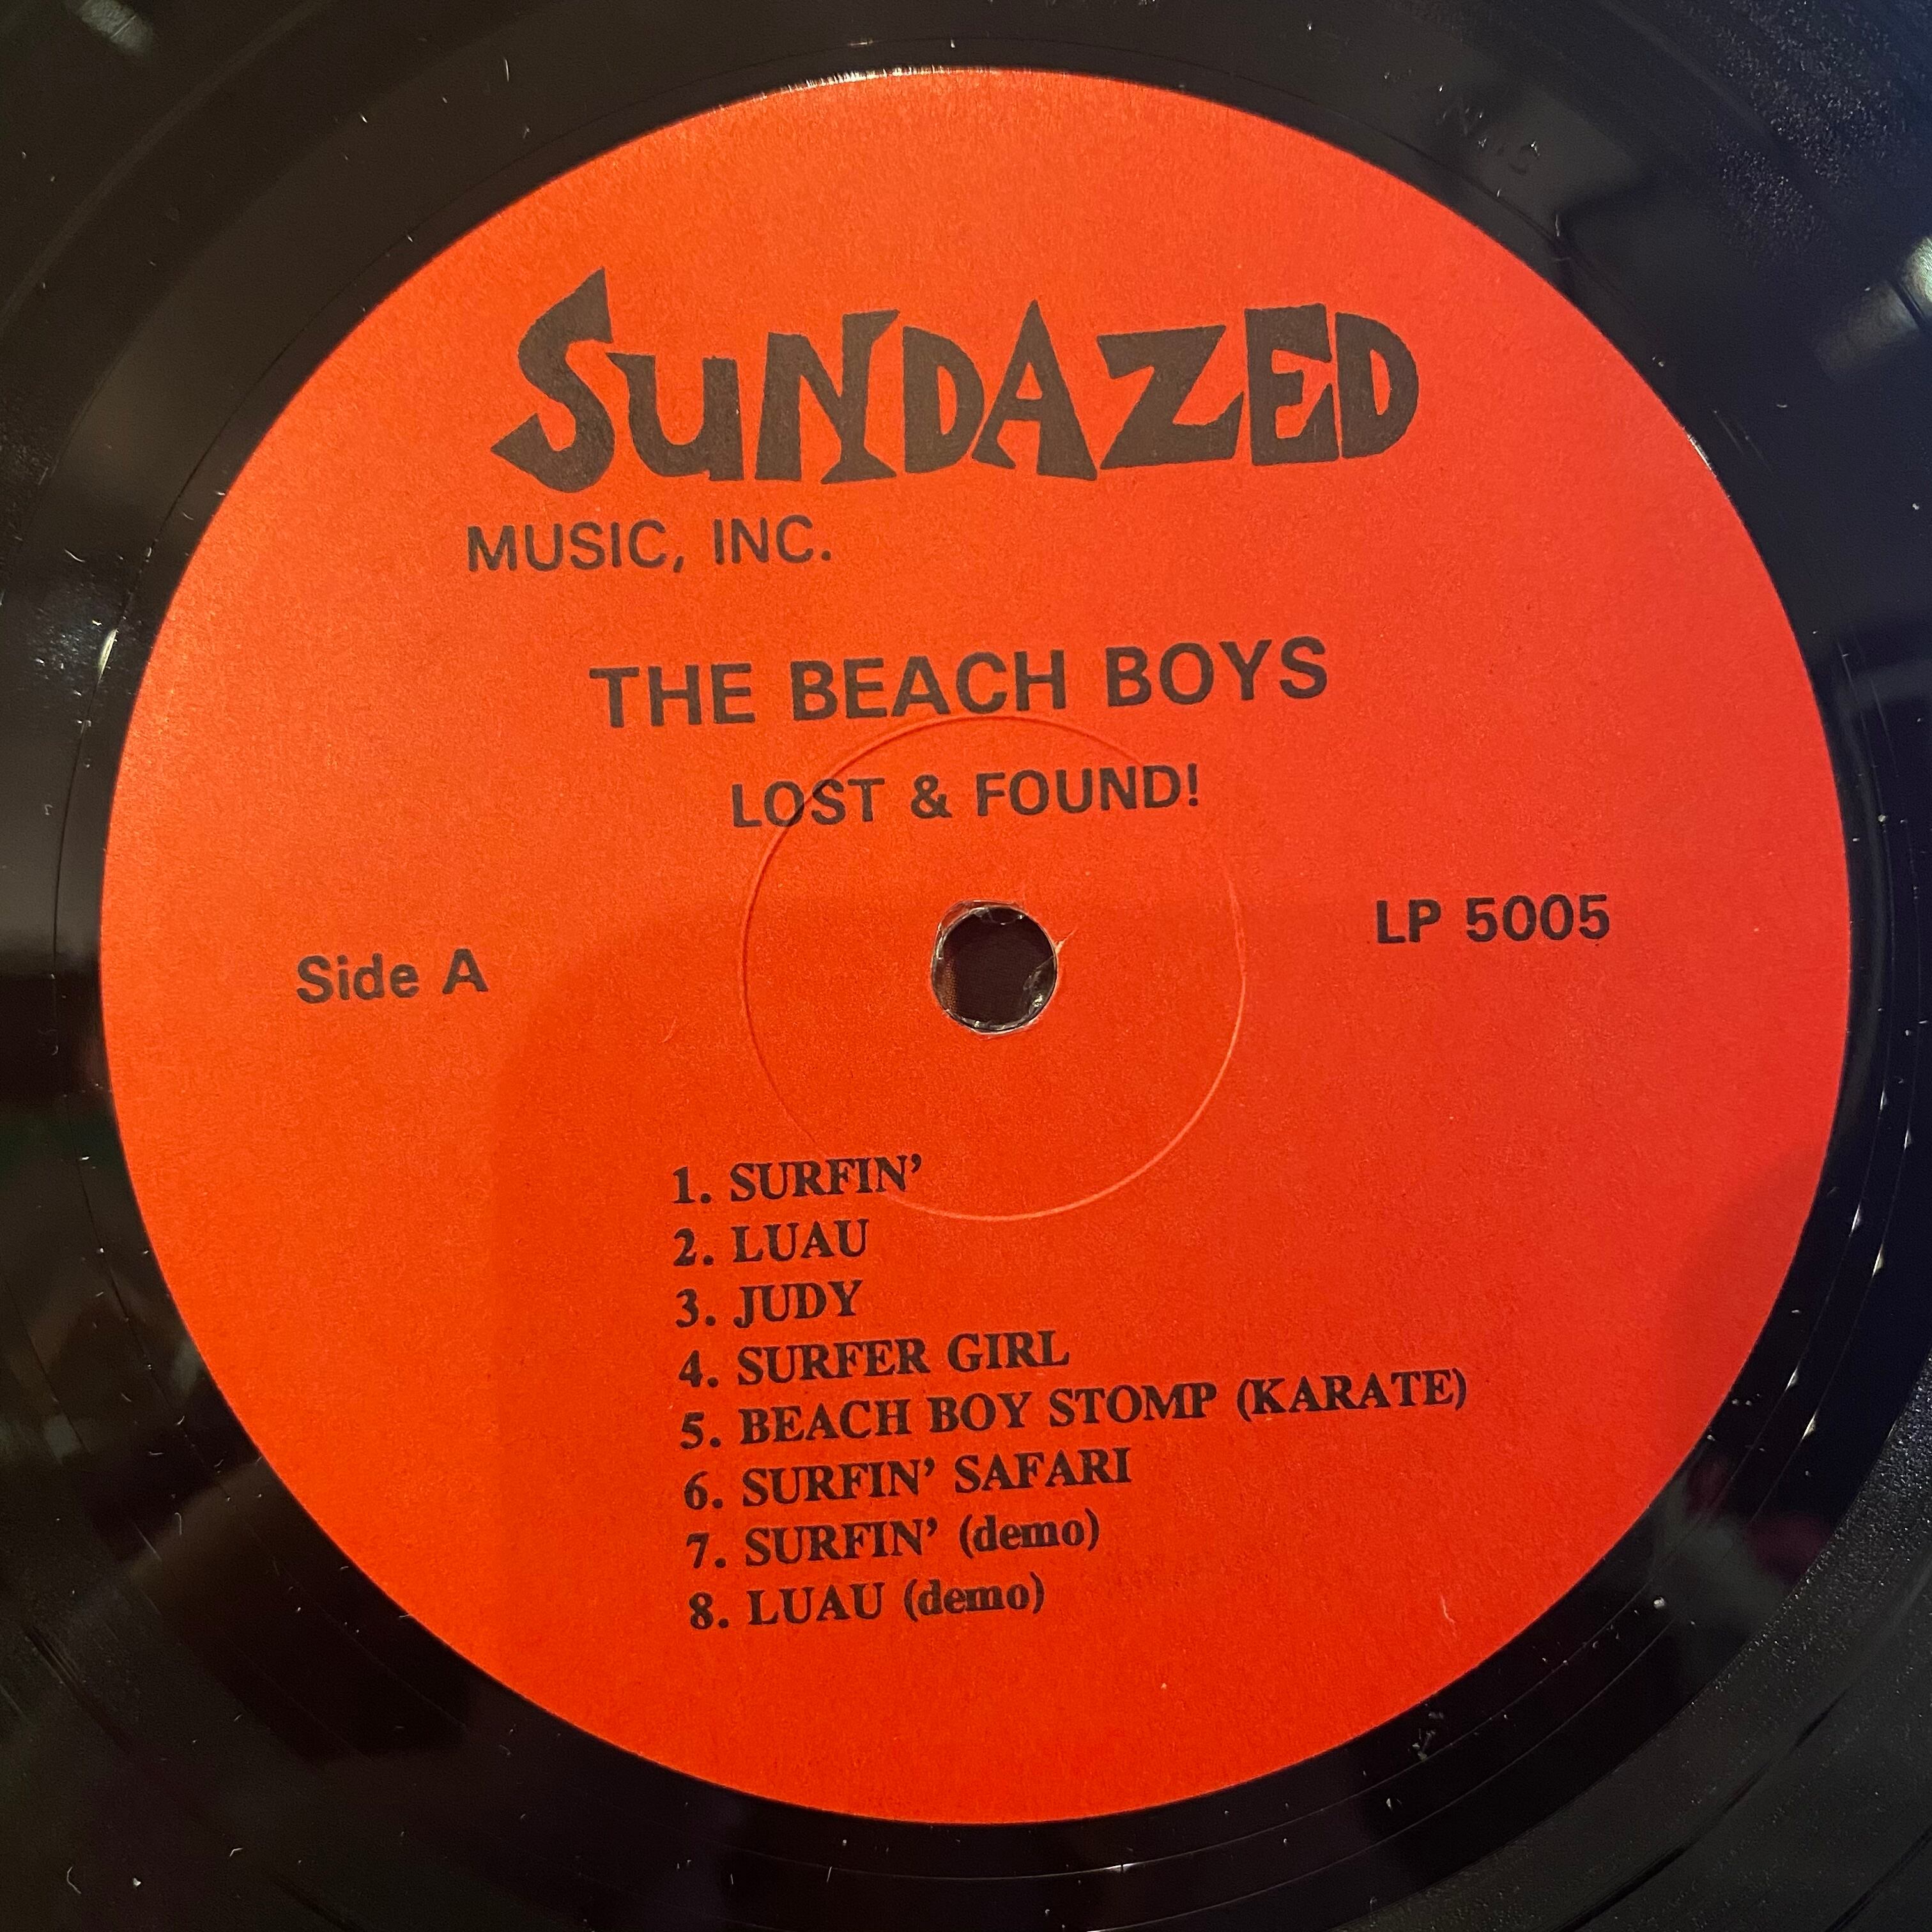 SUNDAZED
MUSIC, INC.
THE BEACH BOYS
LOST & FOUND!
Side A
LP 5005
1. SURFIN’
2. LUAU
3. JUDY
4. SURFER GIRL
5. BEACH BOY STOMP (KARATE)
6. SURFIN’ SAFARI
7. SURFIN’ (demo)
8. LUAU (demo)